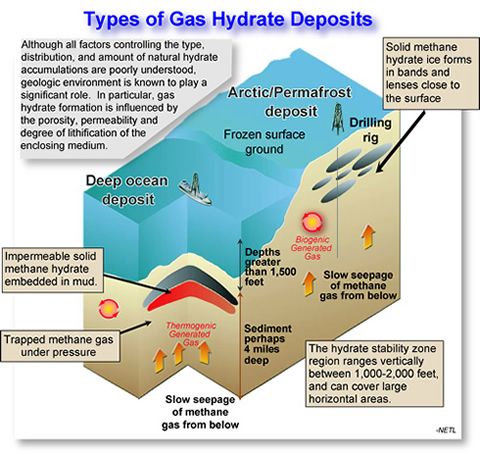 Types of Gas Hydrate Deposits
Although all factors controlling the type,
distribution, and amount of natural hydrate
accumulations are poorly understood,
geologic environment is known to play a
significant role. In particular, gas
hydrate formation is influenced by
the porosity, permeability and
degree of lithification of the
enclosing medium.
Solid methane
hydrate ice forms
in bands and
lenses close to
the surface
Arctic/Permafrost
deposit
Drilling
rig
Frozen surface
ground
Deep ocean
deposit
Impermeable solid
methane hydrate
embedded in mud.
Depths
greater
than 1,500
feet
Biogenic
Generated
Gas
Slow seepage
of methane
gas from below
Trapped methane gas
under pressure
Thermogenic
Generated
Gas
Sediment
perhaps
4 miles
deep
The hydrate stability zone
region ranges vertically
between 1,000-2,000 feet,
and can cover large
horizontal areas.
Slow seepage
of methane
gas from below
-NETL